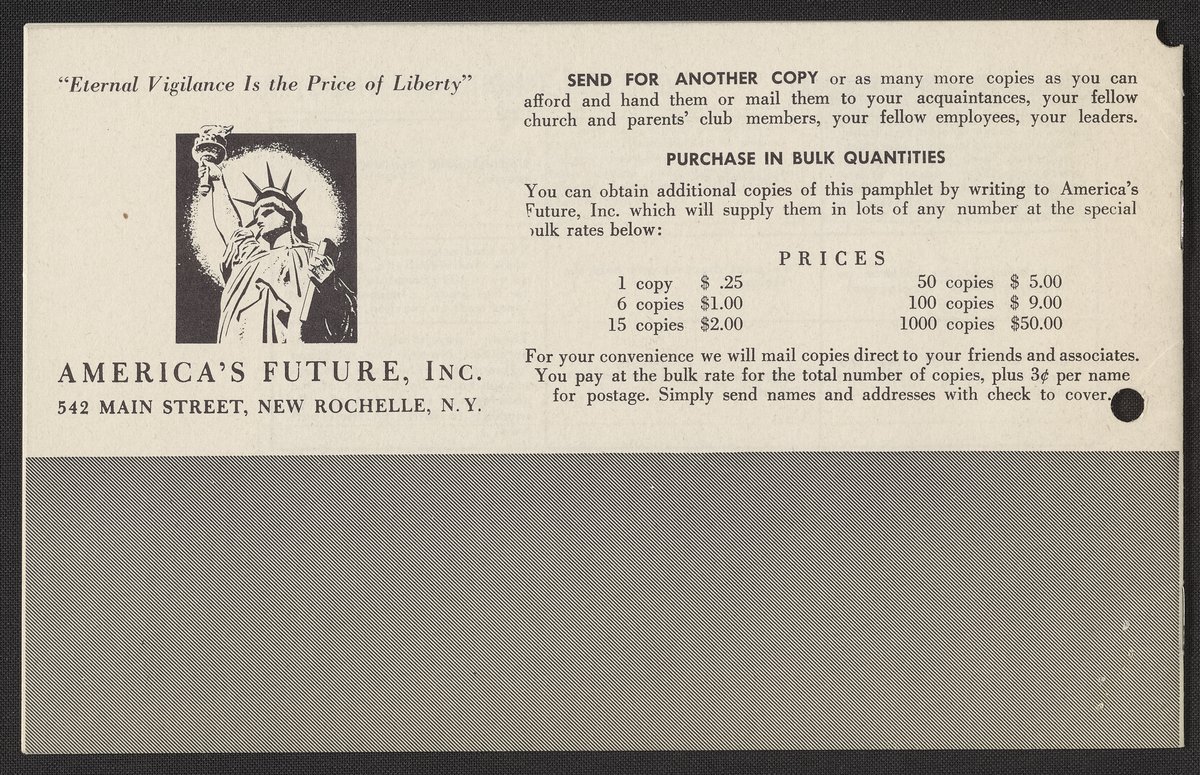 “Eternal Vigilance Is the Price of Liberty”
AMERICA’S FUTURE, INC.
542 MAIN STREET, NEW ROCHELLE, N.Y.
SEND FOR ANOTHER COPY or as many more copies as you can
afford and hand them or mail them to your acquaintances, your fellow
church and parents’ club members, your fellow employees, your leaders.
PURCHASE IN BULK QUANTITIES
You can obtain additional copies of this pamphlet by writing to America’s
Future, Inc. which will supply them in lots of any number at the special
bulk rates below:
PRICES
1 copy $ .25
6 copies $1.00
15 copies $2.00
50 copies $ 5.00
100 copies $ 9.00
1000 copies $50.00
For your convenience we will mail copies direct to your friends and associates.
You pay at the bulk rate for the total number of copies, plus 3¢ per name
for postage. Simply send names and addresses with check to cover.